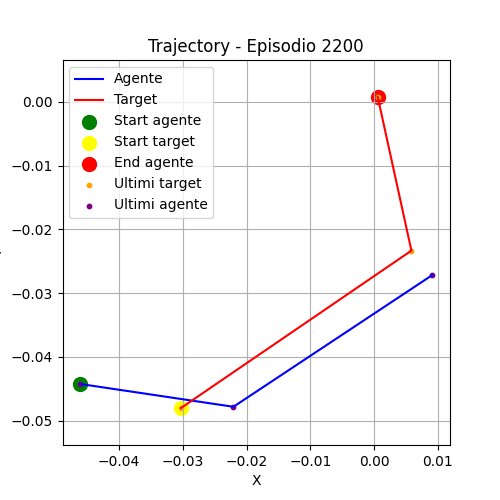 Trajectory - Episodio 2200
Agente
Target
Start agente
Start target
End agente
Ultimi target
Ultimi agente
0.00
−0.01
−0.02
−0.03
−0.04
−0.05
−0.04
−0.03
−0.02
−0.01
0.00
0.01
X